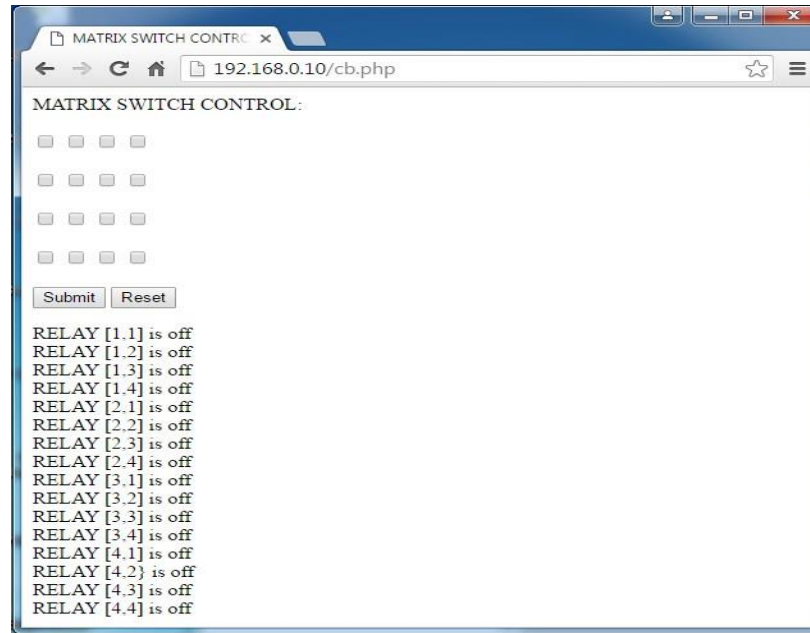 MATRIX SWITCH CONTRO
192.168.0.10/cb.php
MATRIX SWITCH CONTROL:
Submit Reset
RELAY [1,1] is off
RELAY [1,2] is off
RELAY [1,3] is off
RELAY [1,4] is off
RELAY [2,1] is off
RELAY [2,2] is off
RELAY [2,3] is off
RELAY [2,4] is off
RELAY [3,1] is off
RELAY [3,2] is off
RELAY [3,3] is off
RELAY [3,4] is off
RELAY [4,1] is off
RELAY [4,2} is off
RELAY [4,3] is off
RELAY [4,4] is off